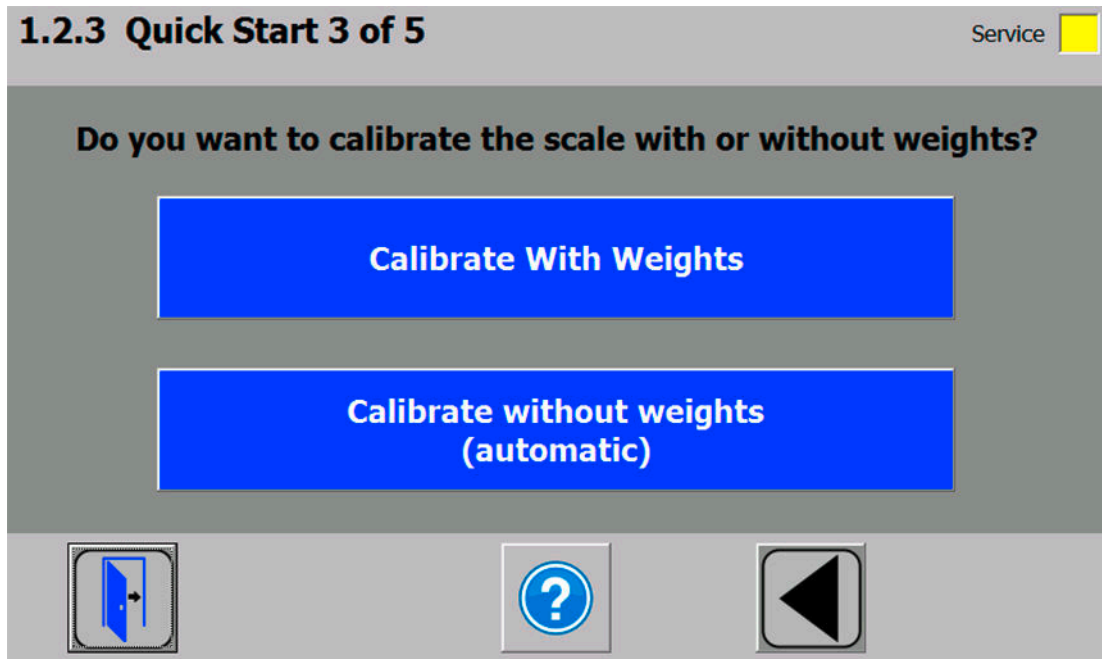 1.2.3 Quick Start 3 of 5
Service
Do you want to calibrate the scale with or without weights?
Calibrate With Weights
Calibrate without weights
(automatic)
?